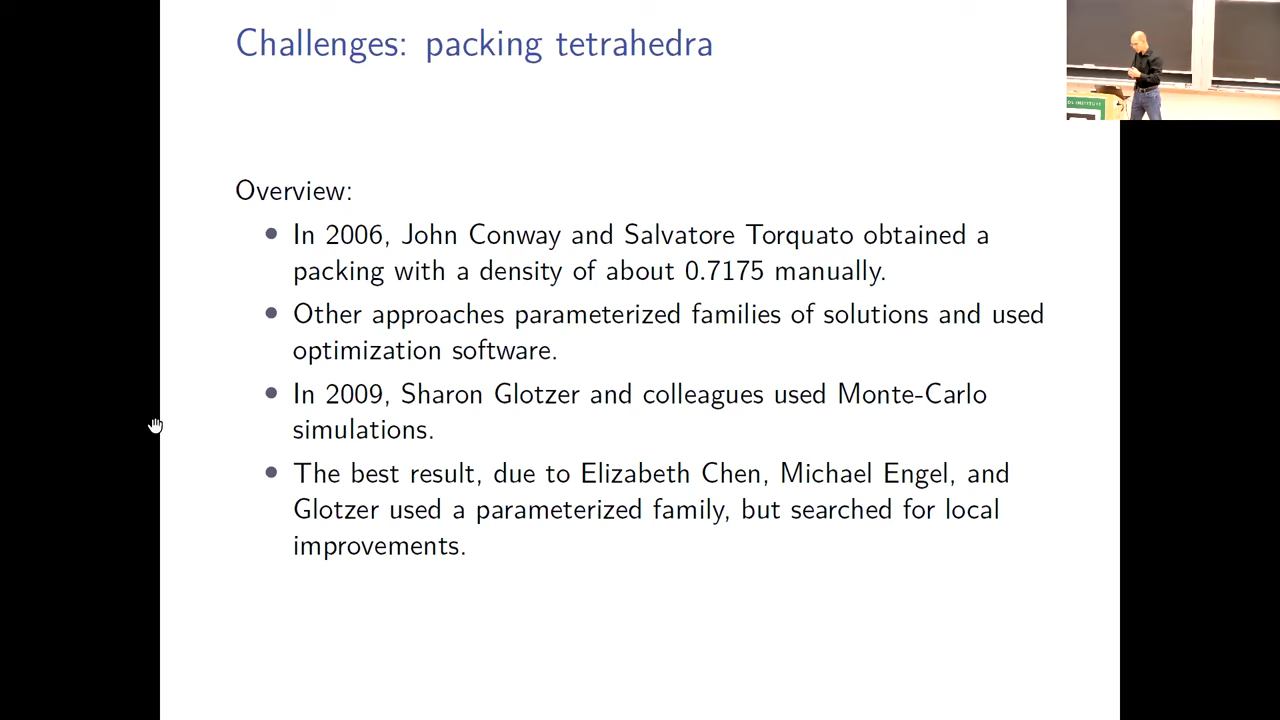 Challenges: packing tetrahedra
Overview:
• In 2006, John Conway and Salvatore Torquato obtained a
packing with a density of about 0.7175 manually.
• Other approaches parameterized families of solutions and used
optimization software.
• In 2009, Sharon Glotzer and colleagues used Monte-Carlo
simulations.
• The best result, due to Elizabeth Chen, Michael Engel, and
Glotzer used a parameterized family, but searched for local
improvements.
INSTITUTE